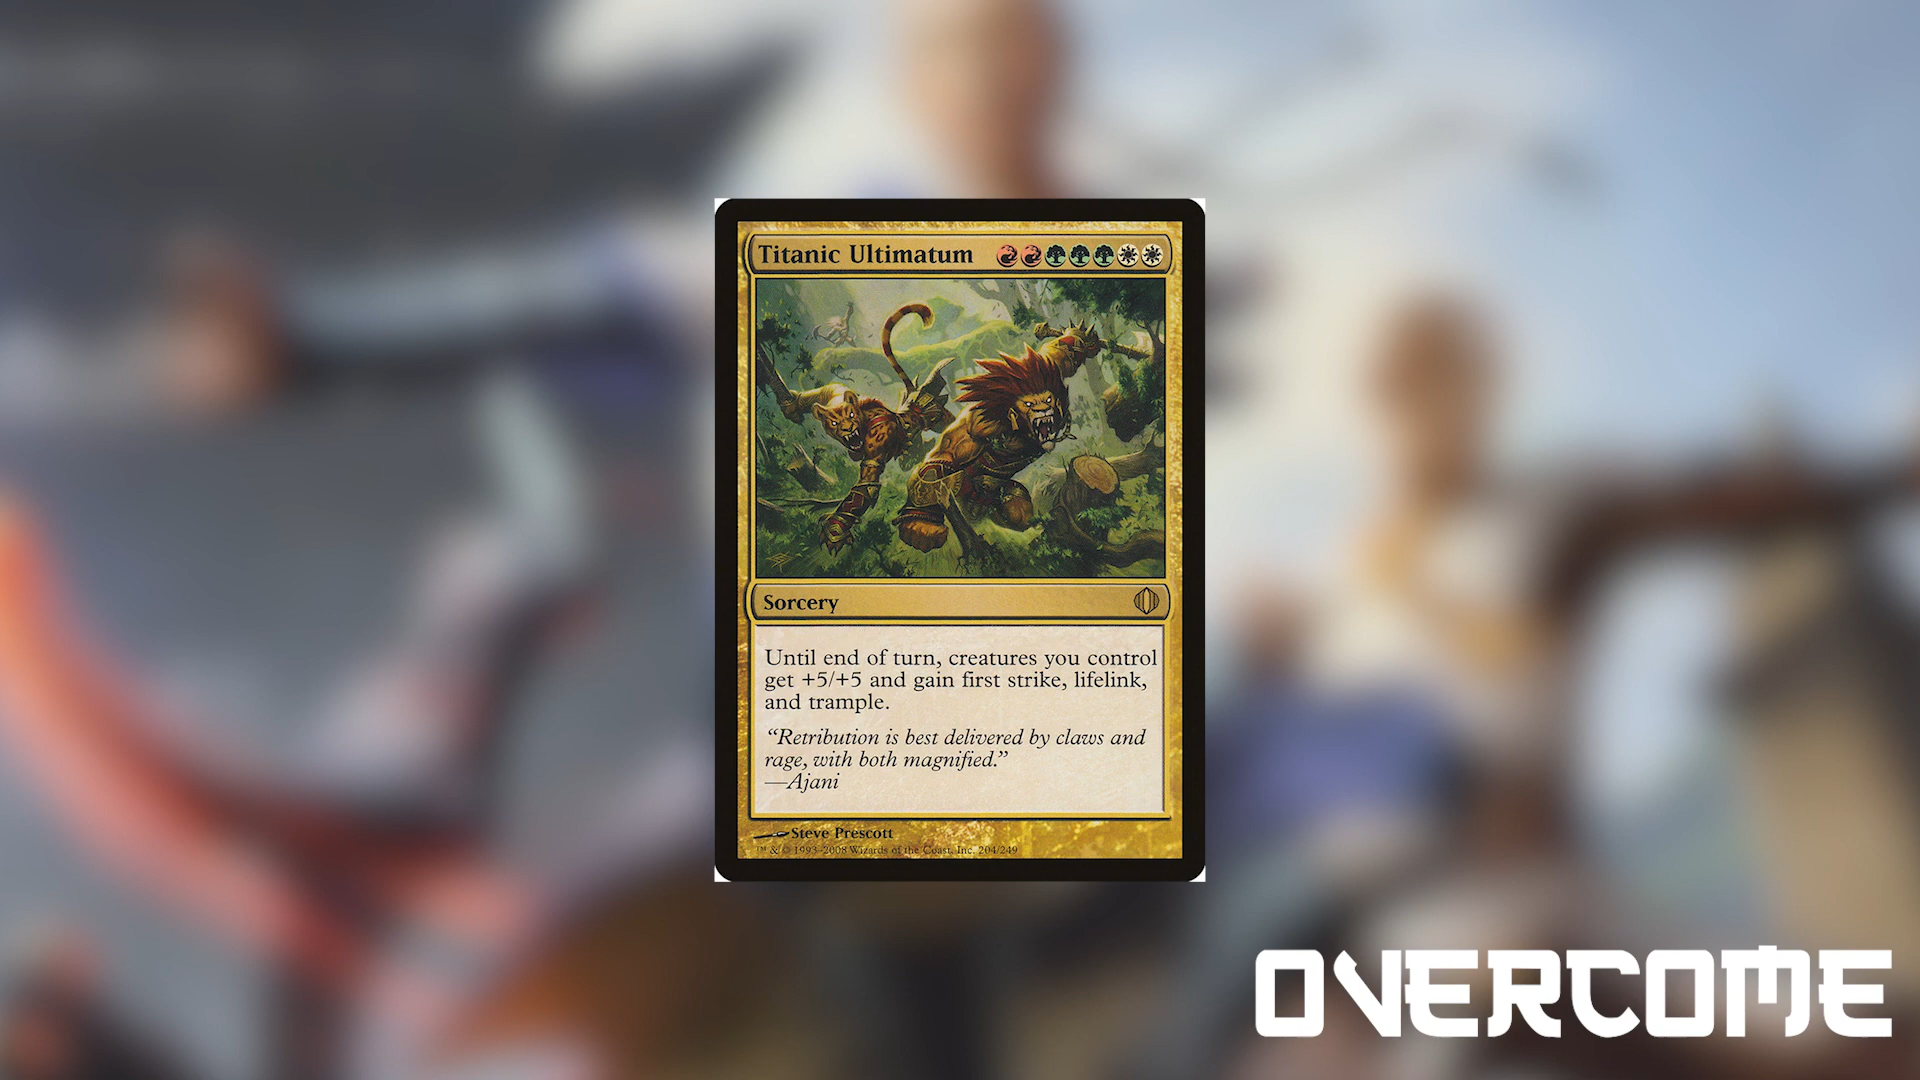 Titanic Ultimatum
Sorcery
Until end of turn, creatures you control
get +5/+5 and gain first strike, lifelink,
and trample.
“Retribution is best delivered by claws and
rage, with both magnified.”
—Ajani
Steve Prescott
™ & © 1993–2008 Wizards of the Coast, Inc. 204/249
OVERCOME